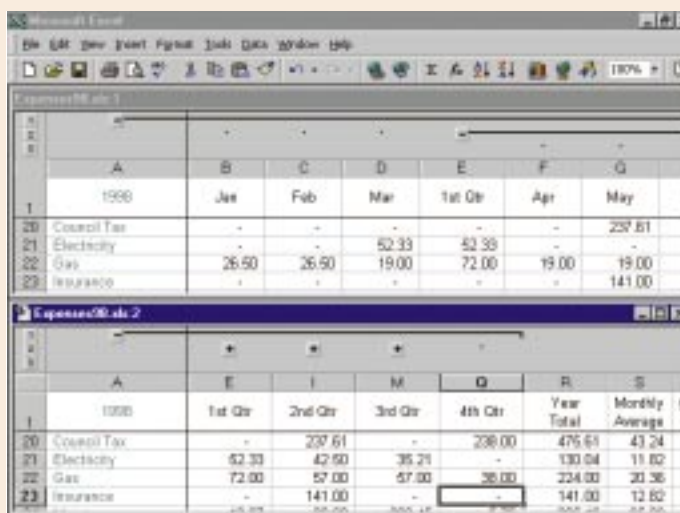 Microsoft Excel
File Edit View Insert Format Tools Data Window Help
100%
Expenses98.xls:1
1
2
3
A B C D E F G
1 1998 Jan Feb Mar 1st Qtr Apr May
20 Council Tax - - - - - 237.61
21 Electricity - - 52.33 52.33 - -
22 Gas 26.50 26.50 19.00 72.00 19.00 19.00
23 Insurance - - - - - 141.00
Expenses98.xls:2
1
2
3
A E I M Q R S
1 1998 1st Qtr 2nd Qtr 3rd Qtr 4th Qtr Year Total Monthly Average
20 Council Tax - 237.61 - 238.00 475.61 43.24
21 Electricity 52.33 42.50 35.21 - 130.04 11.82
22 Gas 72.00 57.00 57.00 38.00 224.00 20.36
23 Insurance - 141.00 - - 141.00 12.82